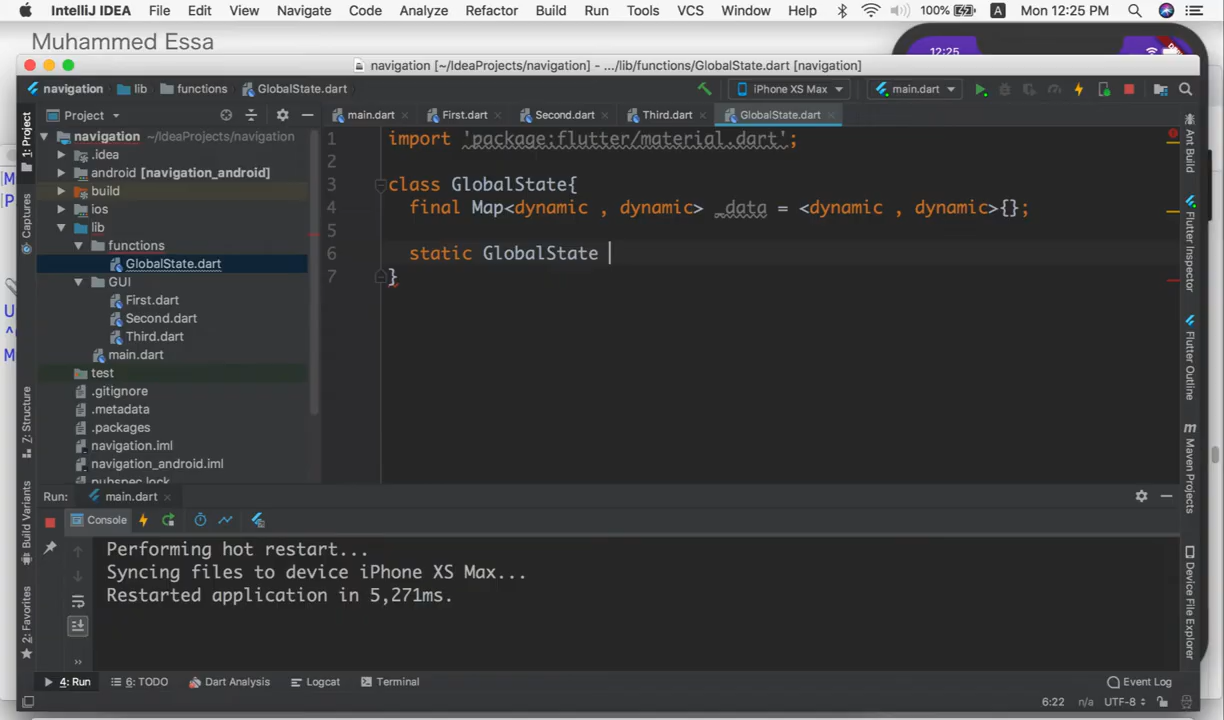 IntelliJ IDEA File Edit View Navigate Code Analyze Refactor Build Run Tools VCS Window Help 100% A Mon 12:25 PM
Muhammed Essa
12:25
navigation [~/IdeaProjects/navigation] - .../lib/functions/GlobalState.dart [navigation]
navigation lib functions GlobalState.dart iPhone XS Max main.dart
Project main.dart First.dart Second.dart Third.dart GlobalState.dart
navigation ~/IdeaProjects/navigation
.idea
android [navigation_android]
build
ios
lib
functions
GlobalState.dart
GUI
First.dart
Second.dart
Third.dart
main.dart
test
.gitignore
.metadata
.packages
navigation.iml
navigation_android.iml
pubspec.lock
1 import 'package:flutter/material.dart';
2
3 class GlobalState{
4 final Map<dynamic , dynamic> _data = <dynamic , dynamic>{};
5
6 static GlobalState
7 }
1: Project
Captures
7: Structure
Build Variants
2: Favorites
Ant Build
Flutter Inspector
Flutter Outline
m Maven Projects
Device File Explorer
Run: main.dart
Console
Performing hot restart...
Syncing files to device iPhone XS Max...
Restarted application in 5,271ms.
»
4: Run 6: TODO Dart Analysis Logcat Terminal Event Log
6:22 n/a UTF-8